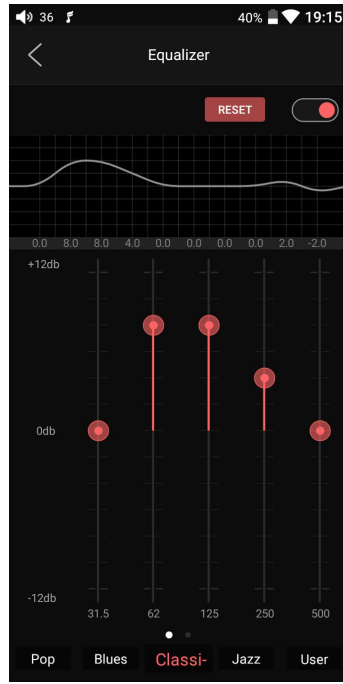 36 40% 19:15
Equalizer
RESET
0.0 8.0 8.0 4.0 0.0 0.0 0.0 0.0 2.0 -2.0
+12db
0db
-12db
31.5 62 125 250 500
Pop Blues Classi- Jazz User